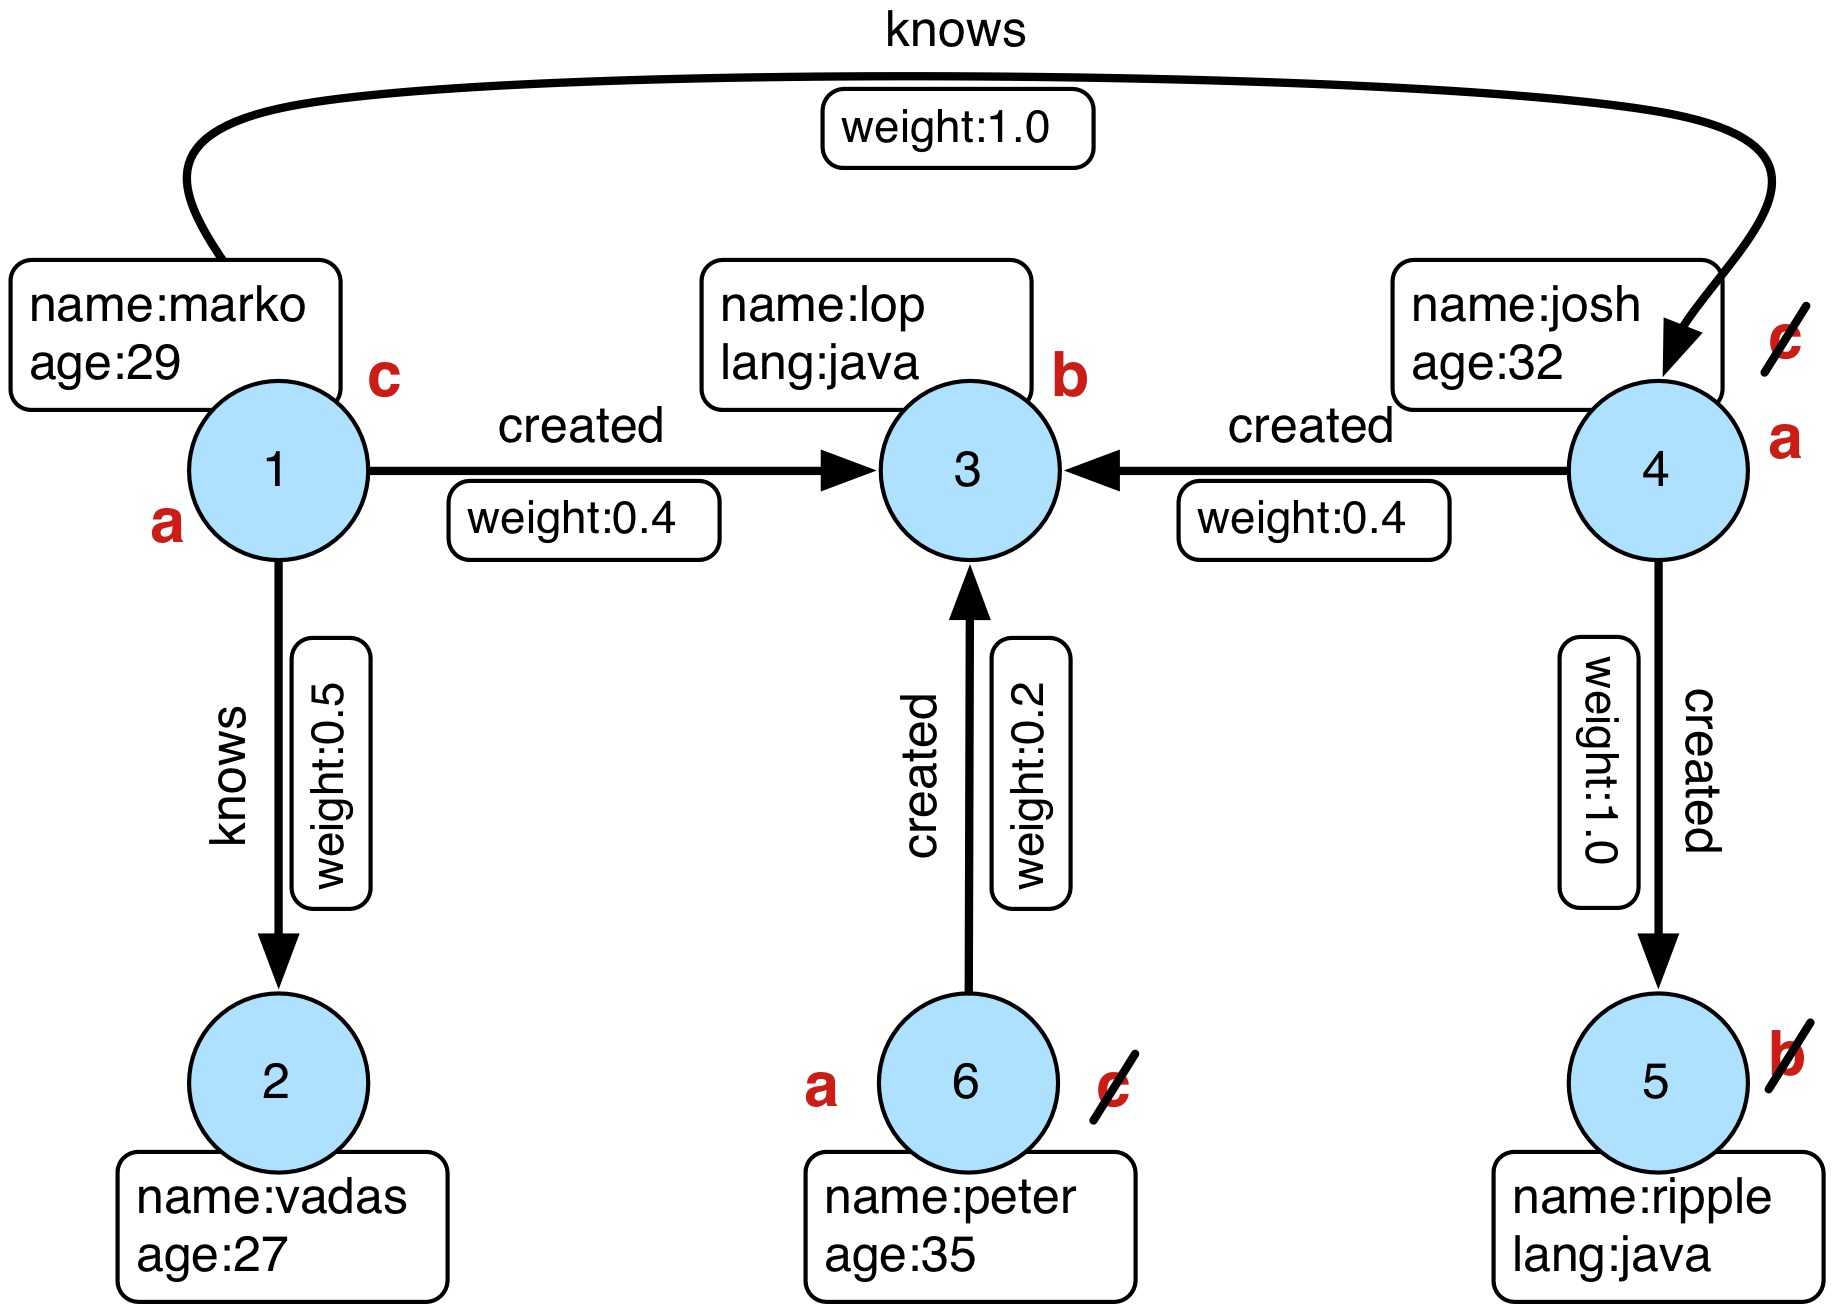 knows
weight:1.0
name:marko
age:29
c
name:lop
lang:java
b
name:josh
age:32
c
a
created
created
1
3
4
a
weight:0.4
weight:0.4
knows
weight:0.5
created
weight:0.2
weight:1.0
created
2
a
6
c
5
b
name:vadas
age:27
name:peter
age:35
name:ripple
lang:java